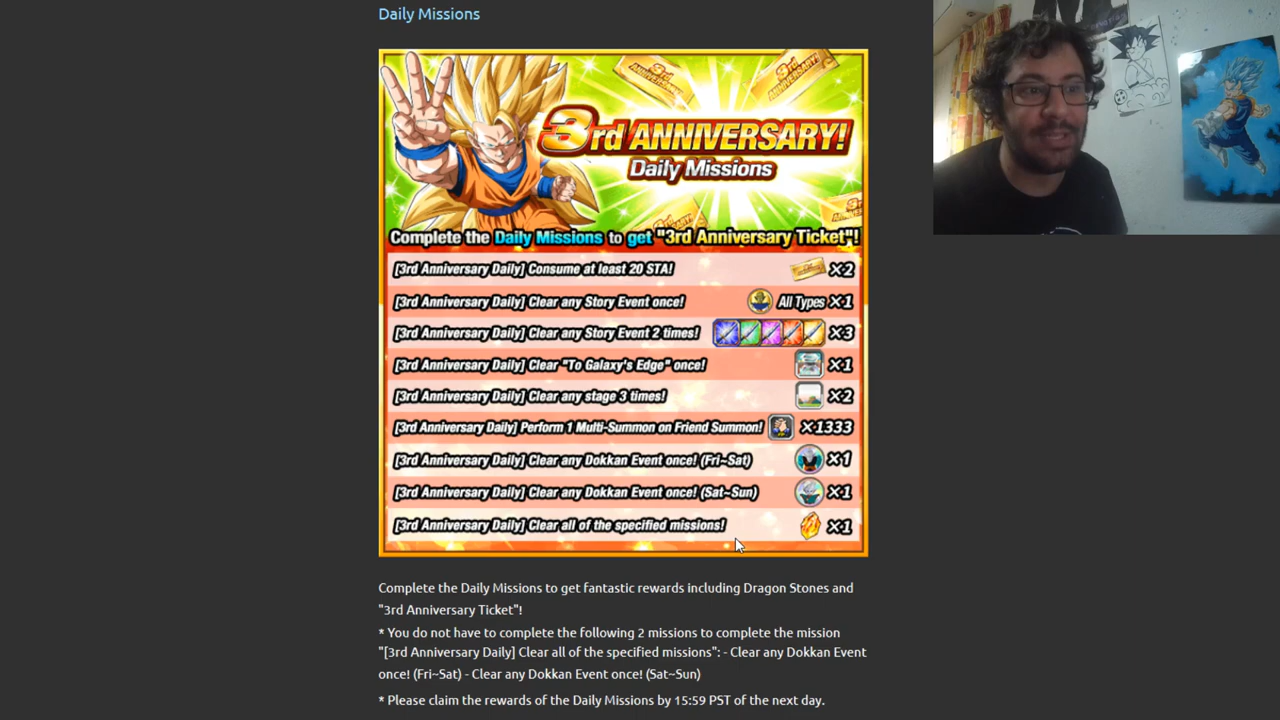 Daily Missions
3rd ANNIVERSARY!
3rd ANNIVERSARY!
3rd ANNIVERSARY!
Daily Missions
Complete the Daily Missions to get "3rd Anniversary Ticket"!
[3rd Anniversary Daily] Consume at least 20 STA! ×2
[3rd Anniversary Daily] Clear any Story Event once! All Types ×1
[3rd Anniversary Daily] Clear any Story Event 2 times! ×3
[3rd Anniversary Daily] Clear "To Galaxy's Edge" once! ×1
[3rd Anniversary Daily] Clear any stage 3 times! ×2
[3rd Anniversary Daily] Perform 1 Multi-Summon on Friend Summon! ×1333
[3rd Anniversary Daily] Clear any Dokkan Event once! (Fri~Sat) ×1
[3rd Anniversary Daily] Clear any Dokkan Event once! (Sat~Sun) ×1
[3rd Anniversary Daily] Clear all of the specified missions! ×1
Complete the Daily Missions to get fantastic rewards including Dragon Stones and
"3rd Anniversary Ticket"!
* You do not have to complete the following 2 missions to complete the mission
"[3rd Anniversary Daily] Clear all of the specified missions": - Clear any Dokkan Event
once! (Fri~Sat) - Clear any Dokkan Event once! (Sat~Sun)
* Please claim the rewards of the Daily Missions by 15:59 PST of the next day.